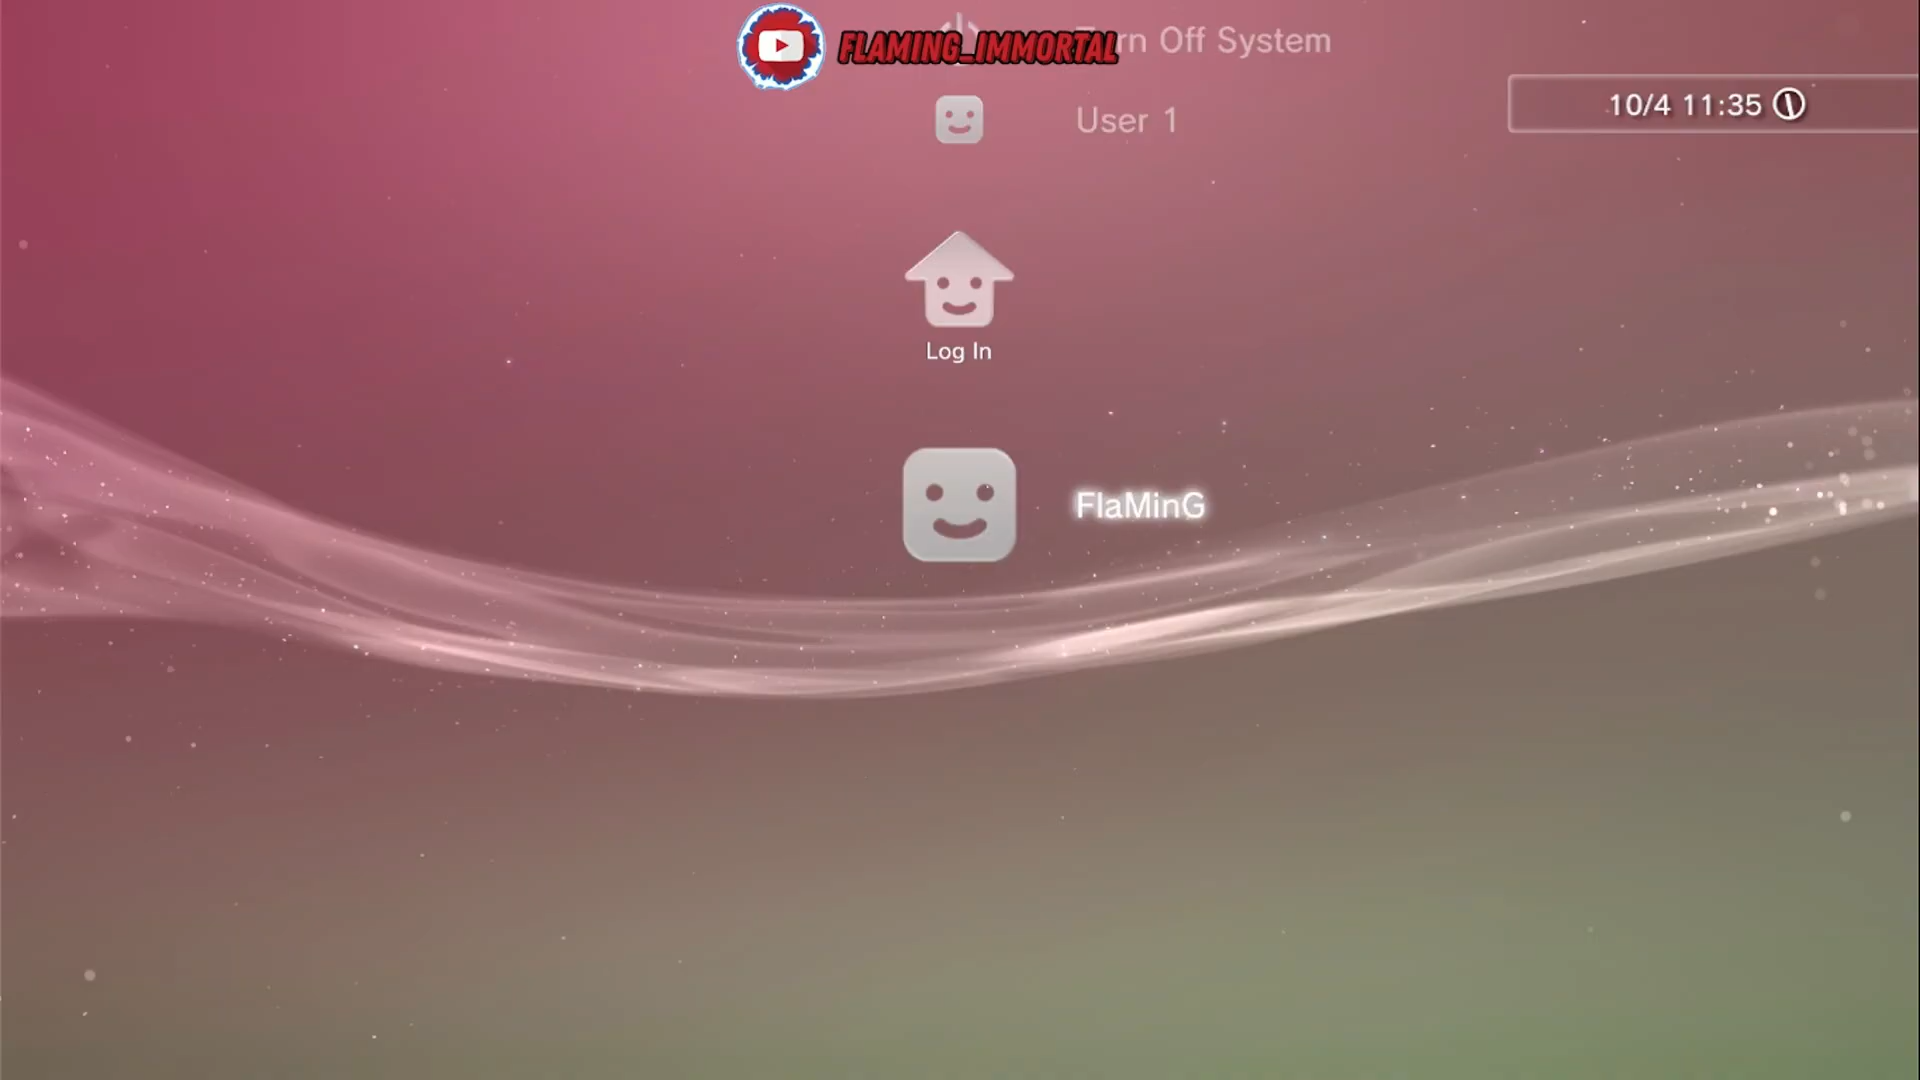 FLAMING_IMMORTAL
rn Off System
User 1
10/4 11:35
Log In
FlaMinG